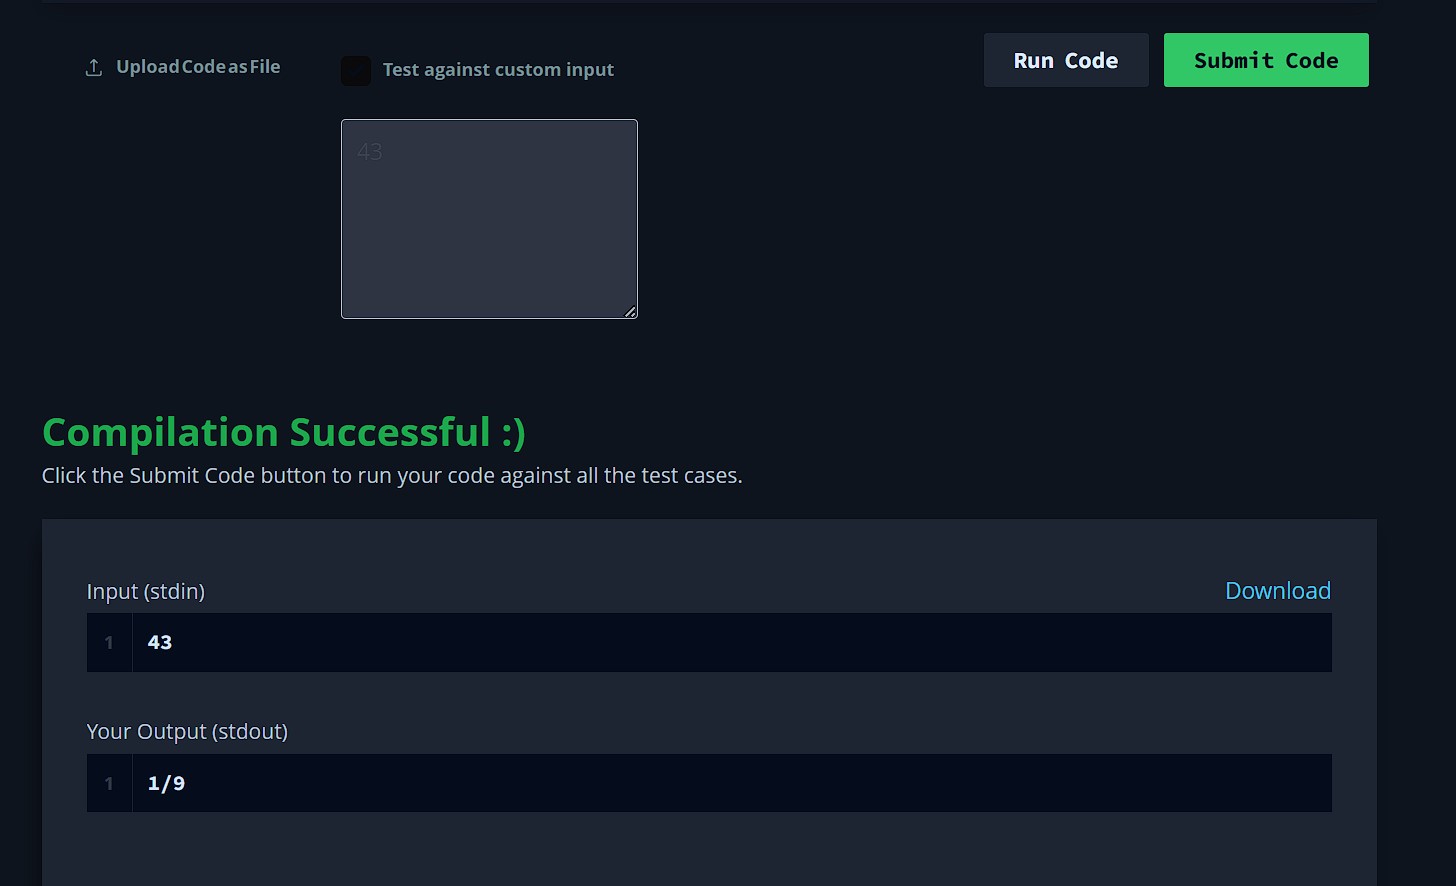 Upload Code as File
Test against custom input
Run Code
Submit Code
43
Compilation Successful :)
Click the Submit Code button to run your code against all the test cases.
Input (stdin)
Download
1
43
Your Output (stdout)
1
1/9